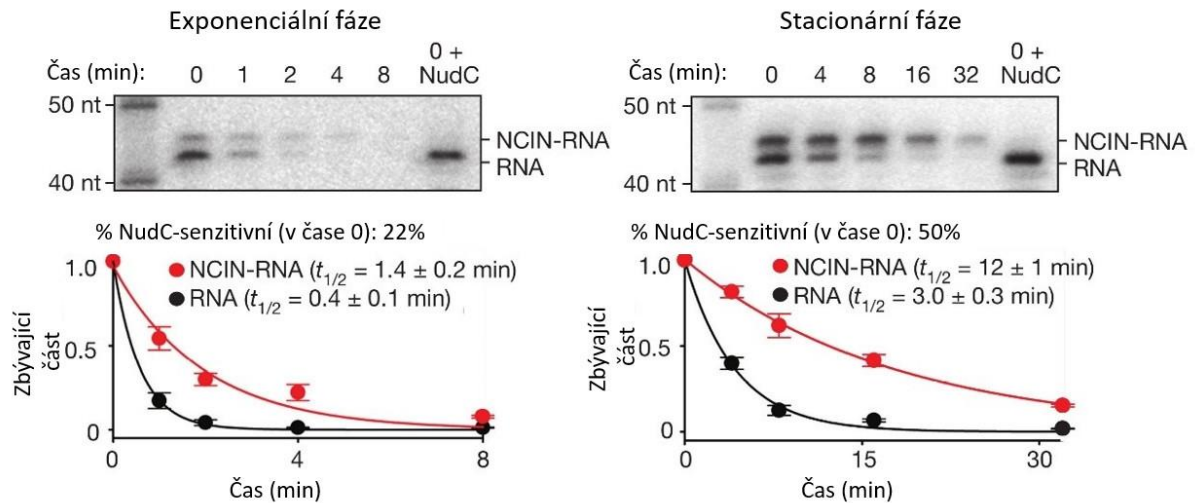 Exponenciální fáze
Čas (min): 0 1 2 4 8 0 + NudC
50 nt
40 nt
NCIN-RNA
RNA
% NudC-senzitivní (v čase 0): 22%
NCIN-RNA (t1/2 = 1.4 ± 0.2 min)
RNA (t1/2 = 0.4 ± 0.1 min)
Zbývající
část
1.0
0.5
0
0 4 8
Čas (min)
Stacionární fáze
Čas (min): 0 4 8 16 32 0 + NudC
50 nt
40 nt
NCIN-RNA
RNA
% NudC-senzitivní (v čase 0): 50%
NCIN-RNA (t1/2 = 12 ± 1 min)
RNA (t1/2 = 3.0 ± 0.3 min)
Zbývající
část
1.0
0.5
0
0 15 30
Čas (min)